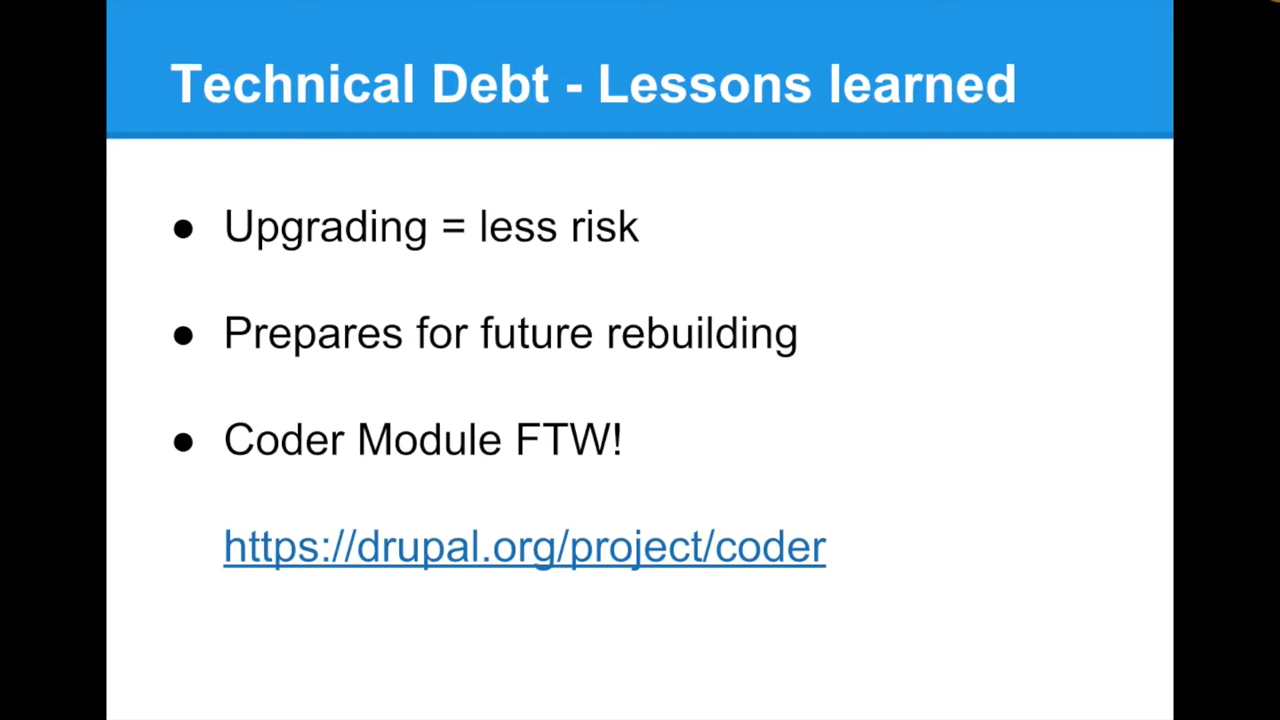 Technical Debt - Lessons learned
● Upgrading = less risk
● Prepares for future rebuilding
● Coder Module FTW!
https://drupal.org/project/coder